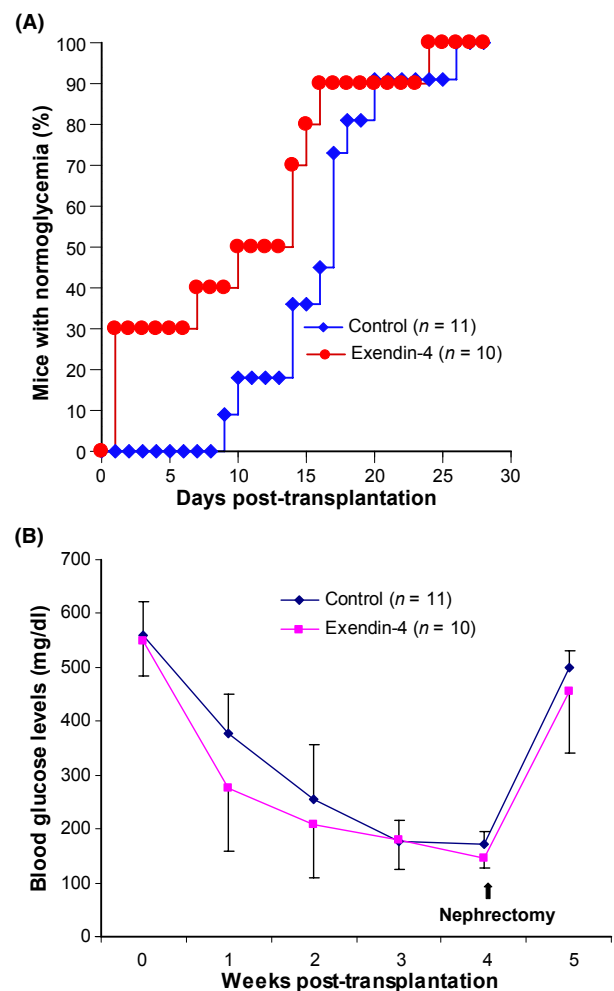 (A)
100
90
80
70
60
50
40
30
20
10
0
Mice with normoglycemia (%)
Control (n = 11)
Exendin-4 (n = 10)
0 5 10 15 20 25 30
Days post-transplantation
(B)
700
600
500
400
300
200
100
0
Blood glucose levels (mg/dl)
Control (n = 11)
Exendin-4 (n = 10)
Nephrectomy
0 1 2 3 4 5
Weeks post-transplantation